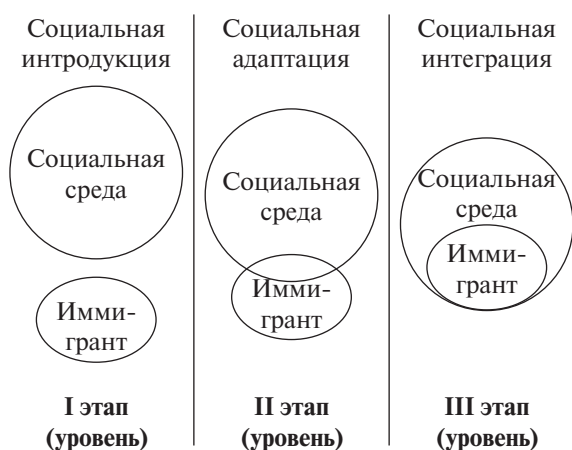 Социальная
интродукция
Социальная
среда
Имми-
грант
I этап
(уровень)
Социальная
адаптация
Социальная
среда
Имми-
грант
II этап
(уровень)
Социальная
интеграция
Социальная
среда
Имми-
грант
III этап
(уровень)